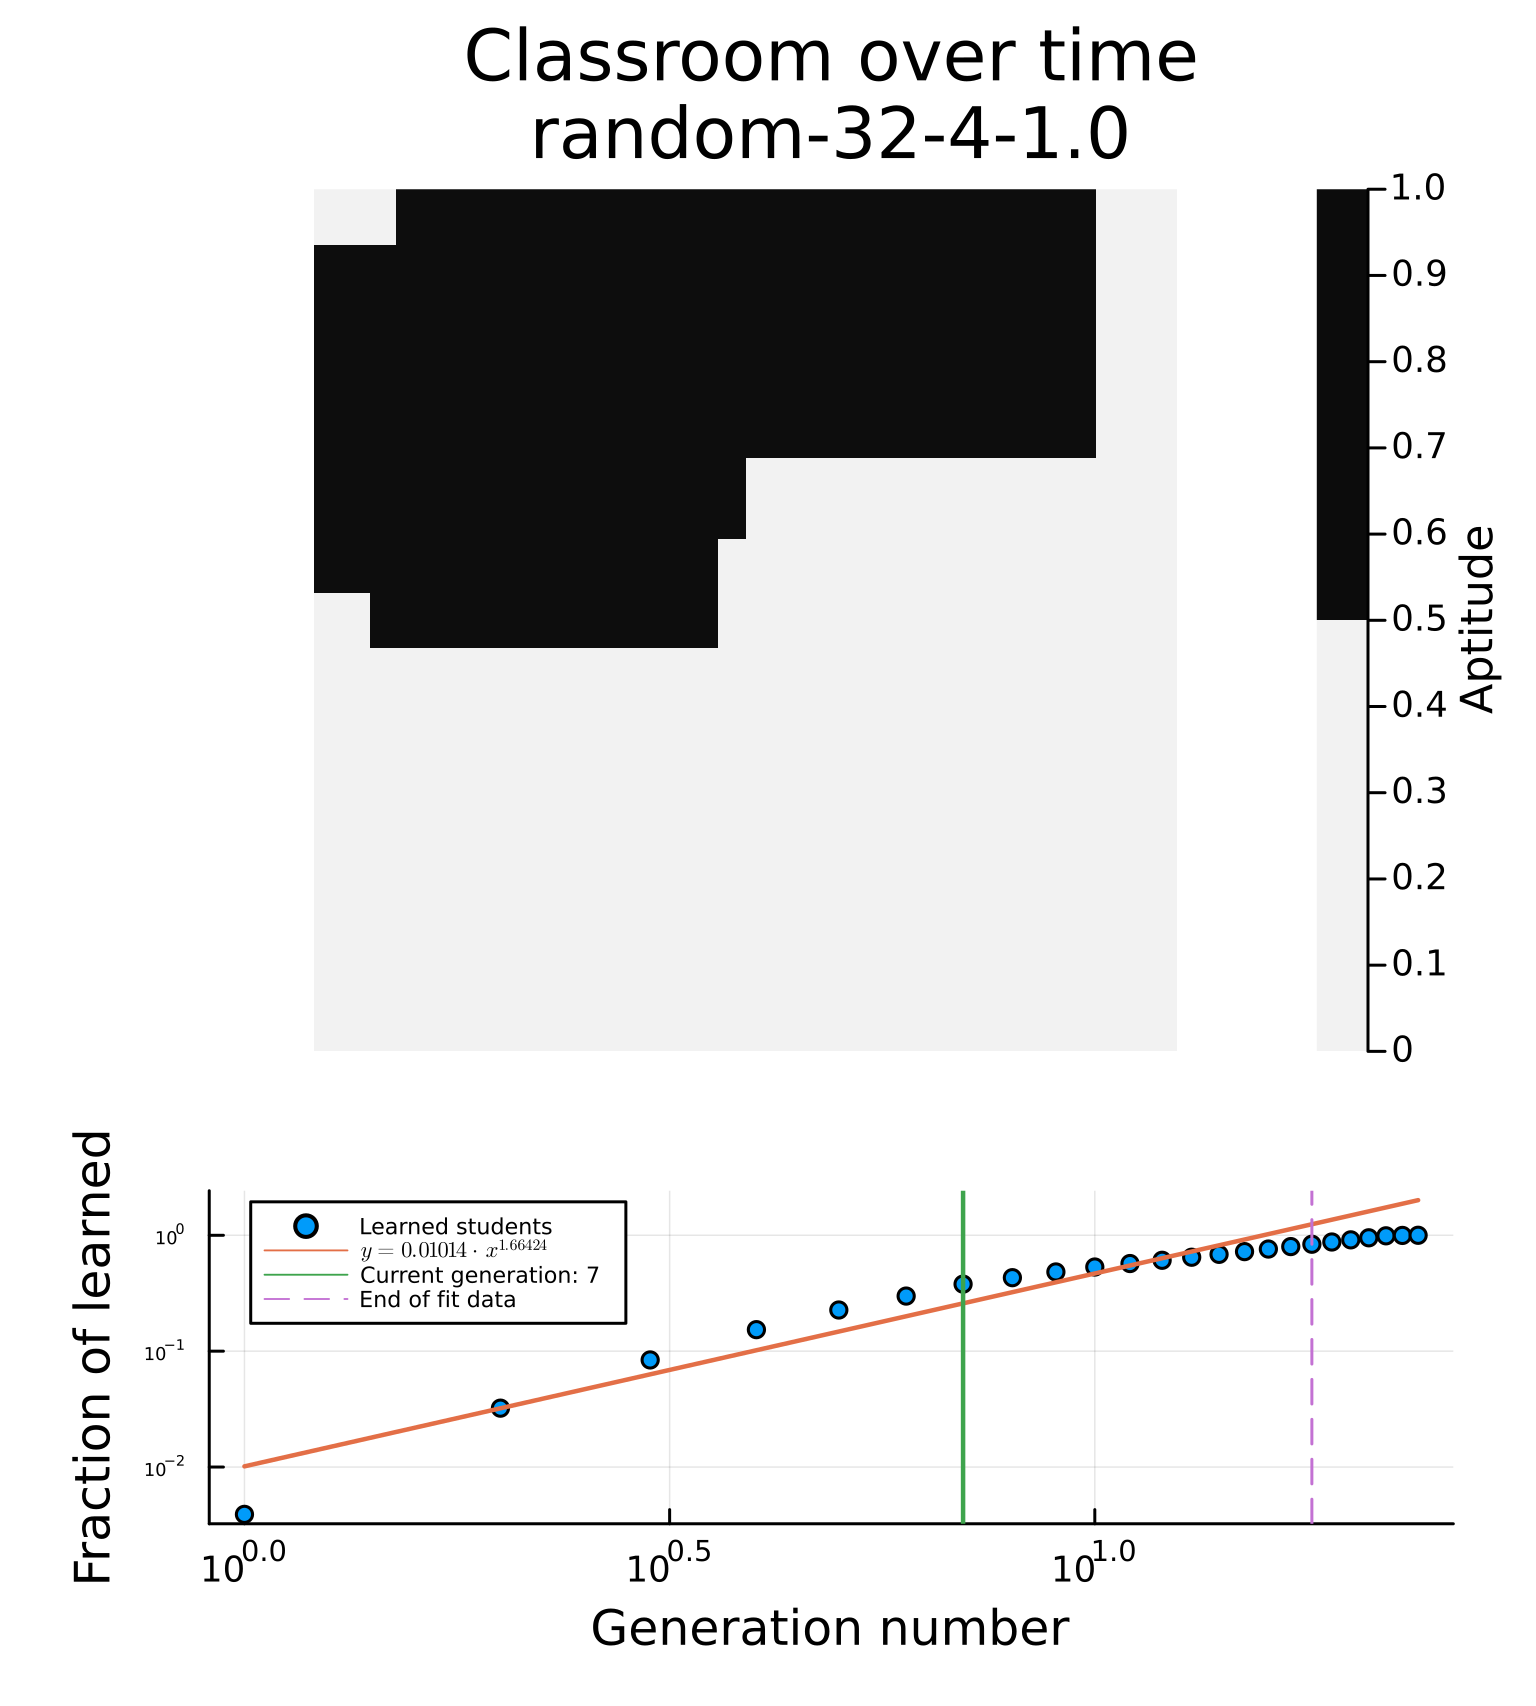 Classroom over time
random-32-4-1.0
1.0
0.9
0.8
0.7
0.6
0.5
0.4
0.3
0.2
0.1
0
Aptitude
Fraction of learned
10⁰
10⁻¹
10⁻²
Learned students
y = 0.01014 · x^1.66424
Current generation: 7
End of fit data
10^0.0
10^0.5
10^1.0
Generation number